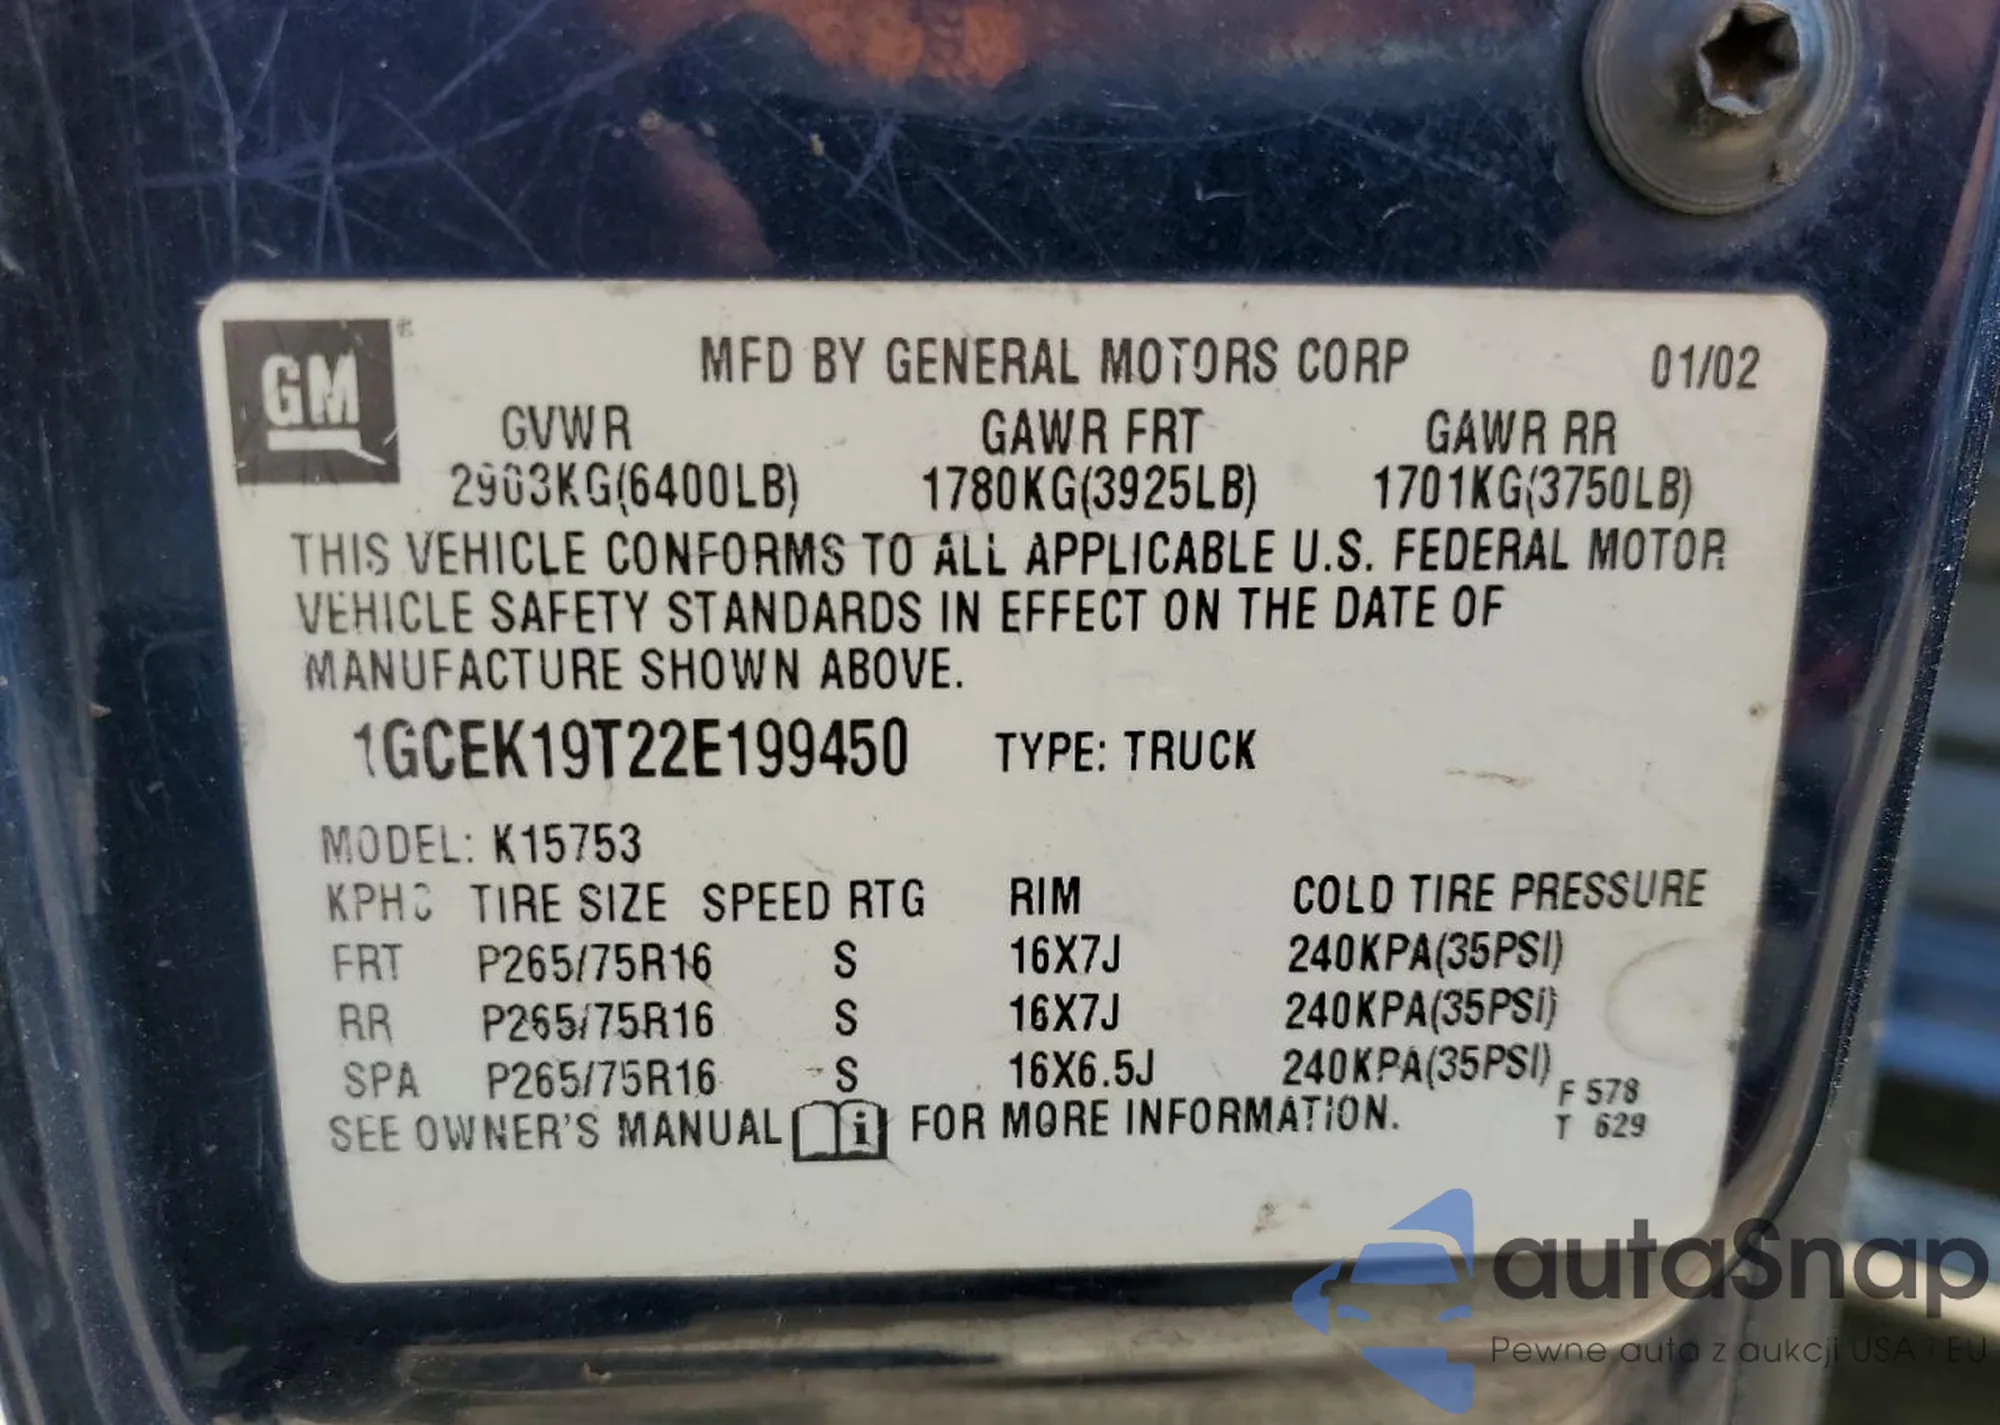 GM ®
MFD BY GENERAL MOTORS CORP 01/02
GVWR GAWR FRT GAWR RR
2903KG(6400LB) 1780KG(3925LB) 1701KG(3750LB)
THIS VEHICLE CONFORMS TO ALL APPLICABLE U.S. FEDERAL MOTOR
VEHICLE SAFETY STANDARDS IN EFFECT ON THE DATE OF
MANUFACTURE SHOWN ABOVE.
1GCEK19T22E199450 TYPE: TRUCK
MODEL: K15753
TIRE SIZE SPEED RTG RIM COLD TIRE PRESSURE
FRT P265/75R16 S 16X7J 240KPA(35PSI)
RR P265/75R16 S 16X7J 240KPA(35PSI)
SPA P265/75R16 S 16X6.5J 240KPA(35PSI)
F 578
SEE OWNER'S MANUAL i FOR MORE INFORMATION.
T 629
autaSnap
Pewne auta z aukcji USA i EU